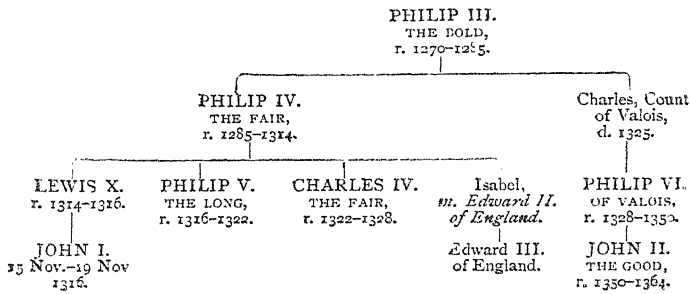 PHILIP III.
THE BOLD,
r. 1270–1285.
PHILIP IV.
THE FAIR,
r. 1285–1314.
Charles, Count
of Valois,
d. 1325.
LEWIS X.
r. 1314–1316.
PHILIP V.
THE LONG,
r. 1316–1322.
CHARLES IV.
THE FAIR,
r. 1322–1328.
Isabel,
m. Edward II.
of England.
PHILIP VI.
OF VALOIS,
r. 1328–1350.
JOHN I.
15 Nov.–19 Nov
1316.
Edward III.
of England.
JOHN II.
THE GOOD,
r. 1350–1364.